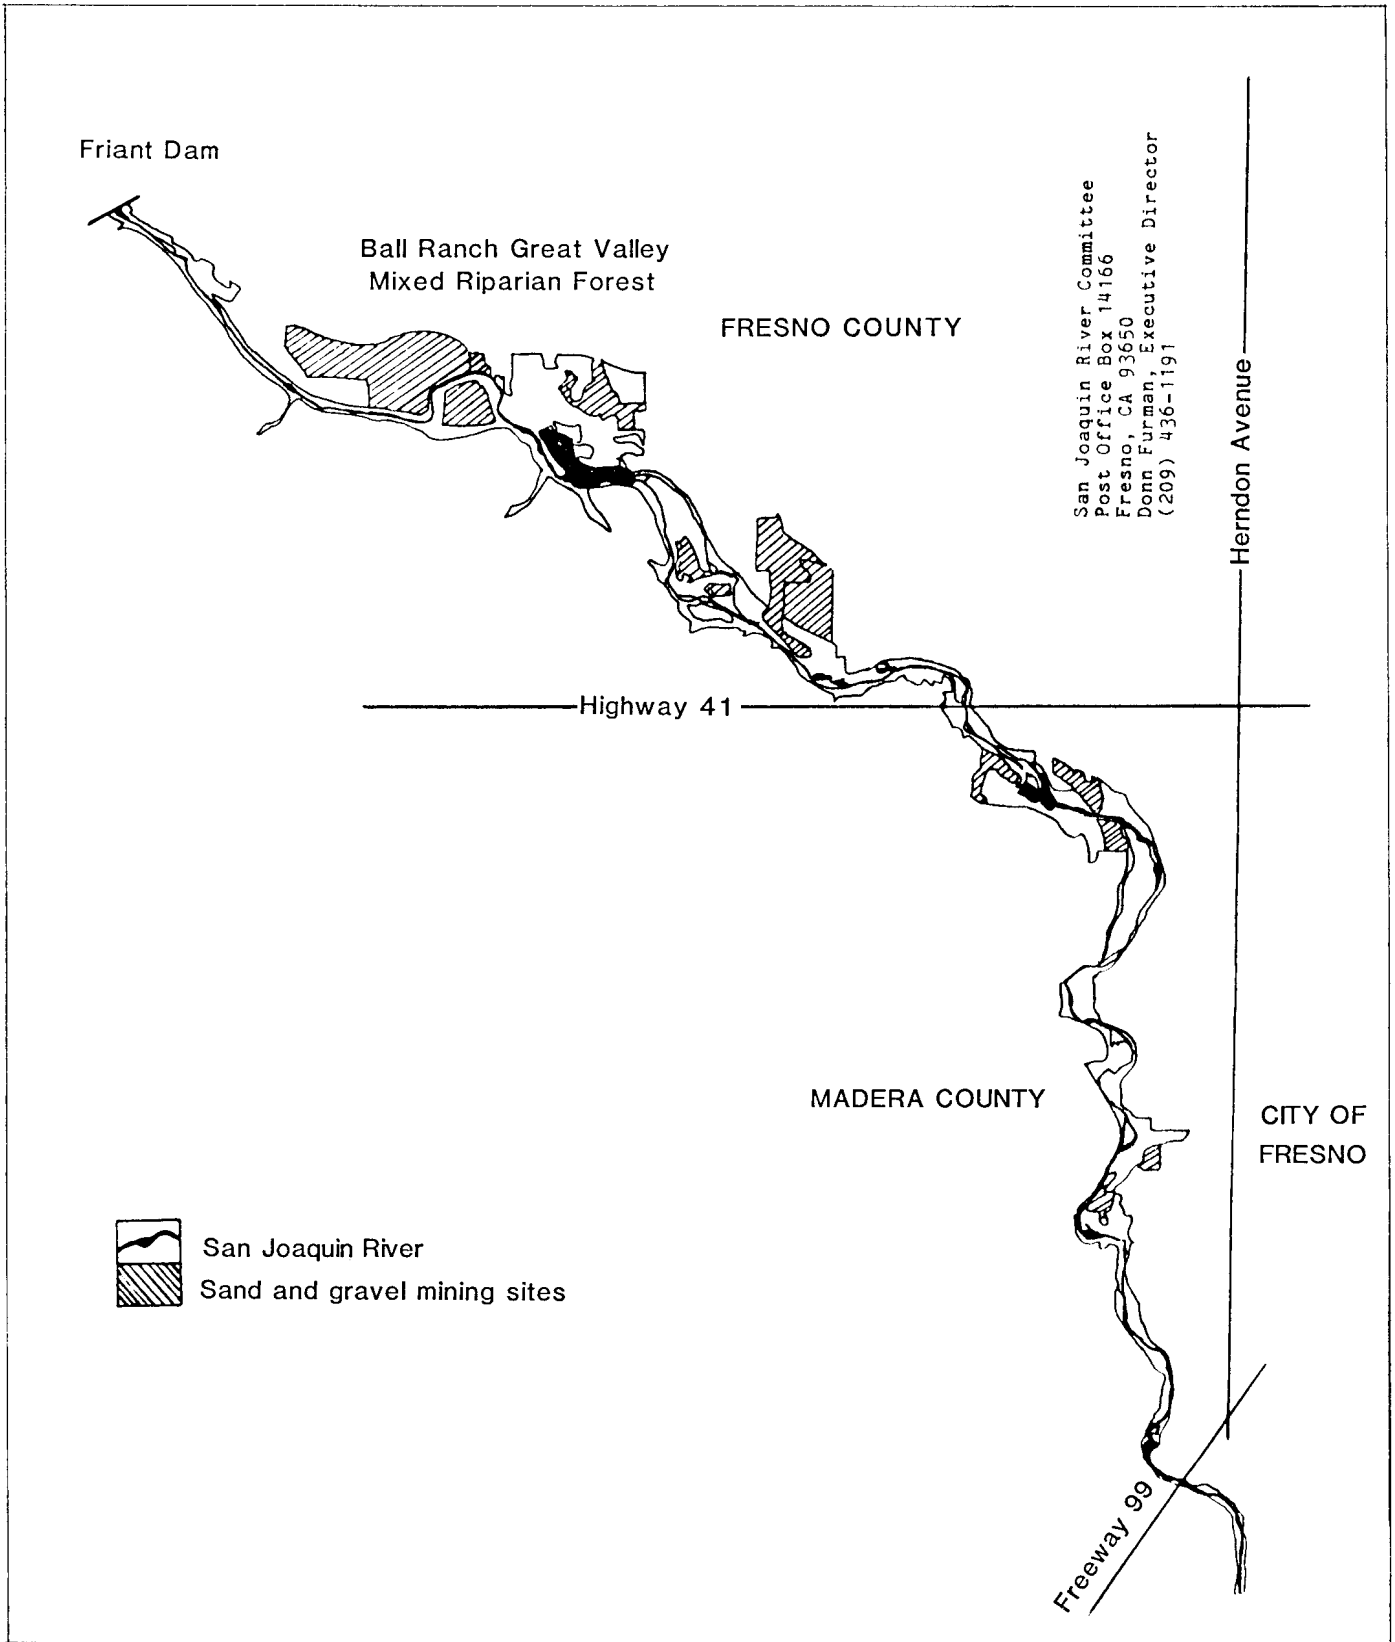 Friant Dam
Ball Ranch Great Valley
Mixed Riparian Forest
FRESNO COUNTY
San Joaquin River Committee
Post Office Box 14166
Fresno, CA 93650
Donn Furman, Executive Director
(209) 436-1191
Herndon Avenue
Highway 41
MADERA COUNTY
CITY OF
FRESNO
San Joaquin River
Sand and gravel mining sites
Freeway 99